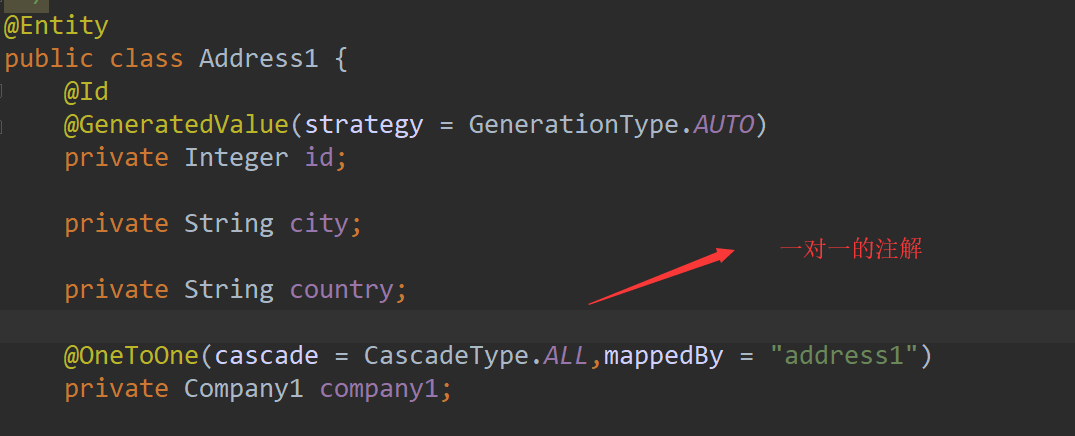 @Entity
public class Address1 {
@Id
@GeneratedValue(strategy = GenerationType.AUTO)
private Integer id;
private String city;
一对一的注解
private String country;
@OneToOne(cascade = CascadeType.ALL,mappedBy = "address1")
private Company1 company1;